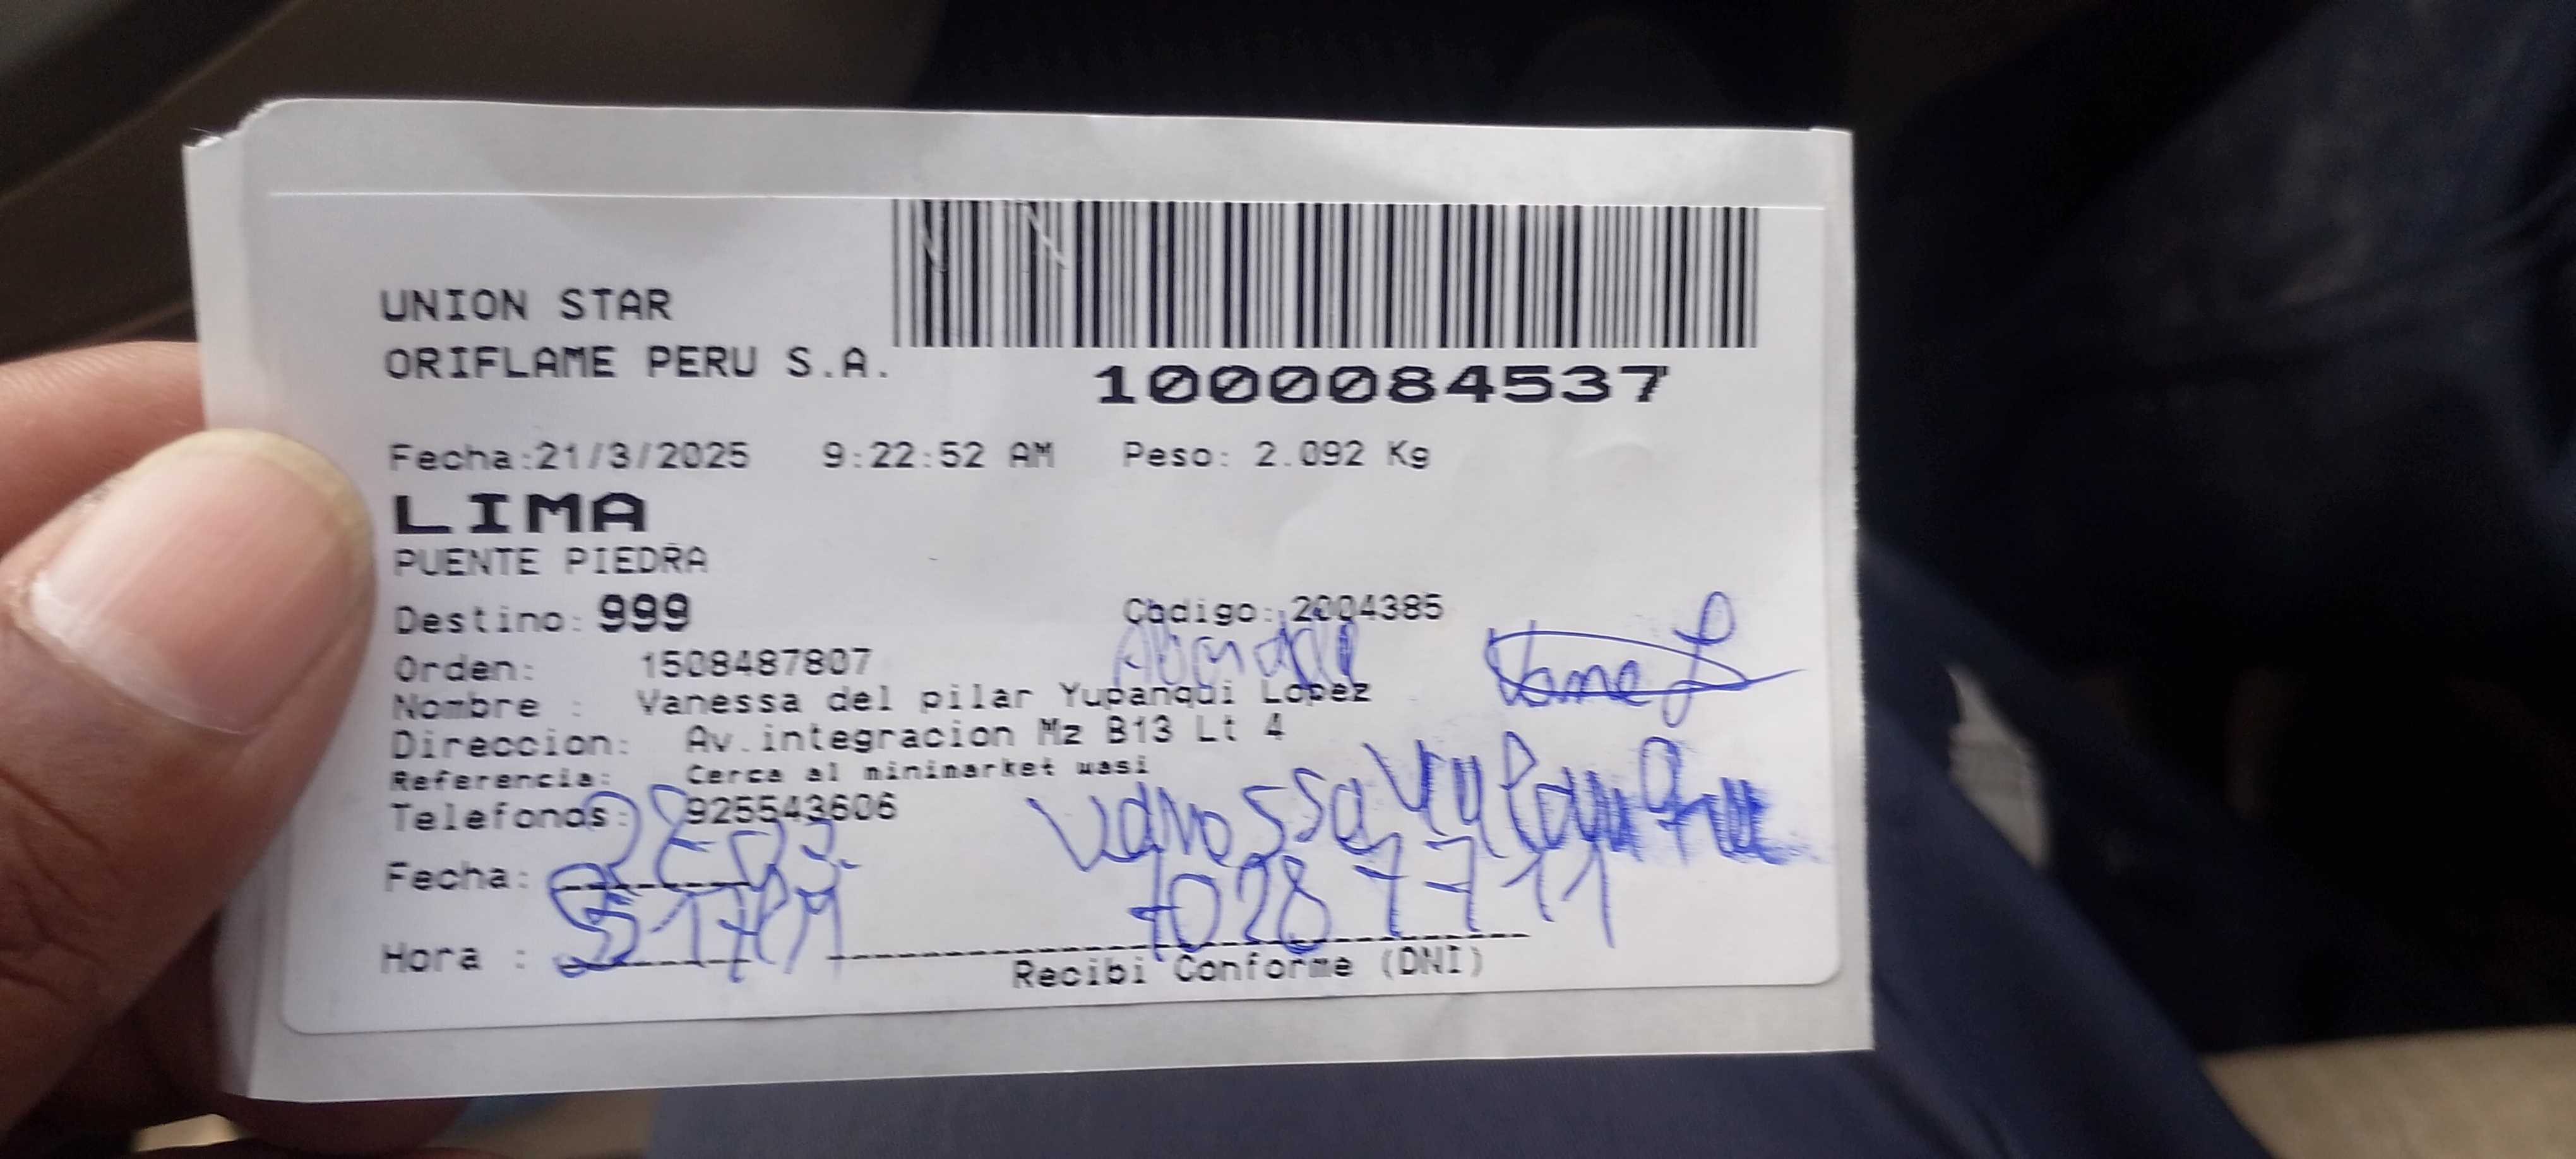 UNION STAR
ORIFLAME PERU S.A.
1000084537
Fecha:21/3/2025 9:22:52 AM Peso: 2.092 Kg
LIMA
PUENTE PIEDRA
Destino: 999 Codigo: 2004385
Orden: 1508487807
Nombre : Vanessa del pilar Yupanqui Lopez
Direccion: Av.integracion Mz B13 Lt 4
Referencia: Cerca al minimarket wasi
Telefonos: 925543606
Vanessa Yupanqui
Fecha:
70287711
Hora :
Recibi Conforme (DNI)